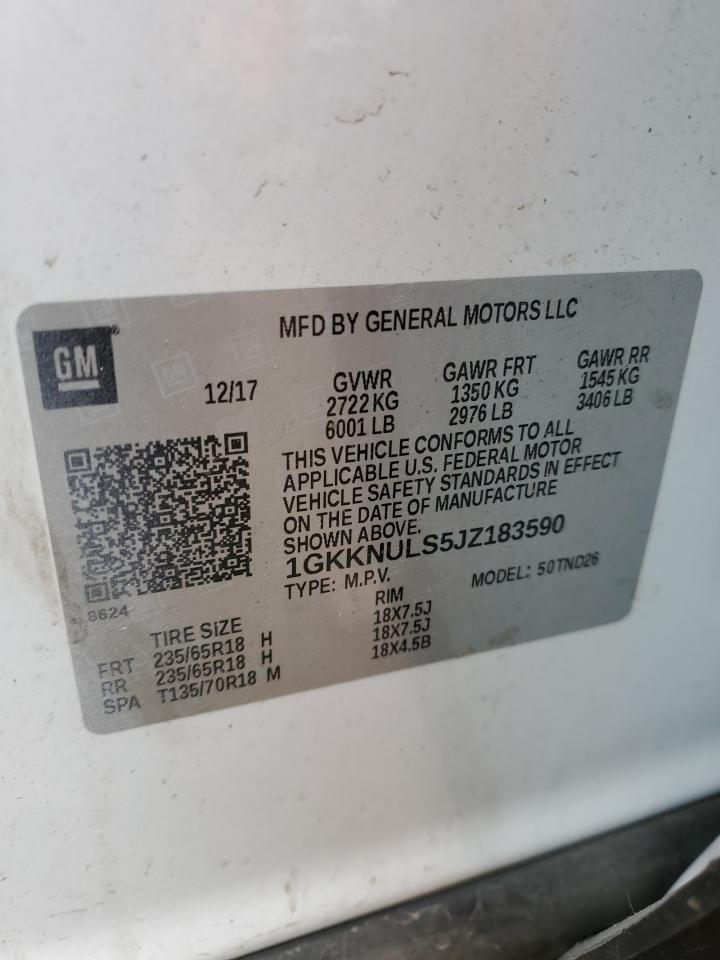 MFD BY GENERAL MOTORS LLC
GM
12/17
GVWR GAWR FRT GAWR RR
2722 KG 1350 KG 1545 KG
6001 LB 2976 LB 3406 LB
THIS VEHICLE CONFORMS TO ALL
APPLICABLE U.S. FEDERAL MOTOR
VEHICLE SAFETY STANDARDS IN EFFECT
ON THE DATE OF MANUFACTURE
SHOWN ABOVE.
1GKKNULS5JZ183590
TYPE: M.P.V. MODEL: 50TND26
8624
TIRE SIZE RIM
FRT 235/65R18 H 18X7.5J
RR 235/65R18 H 18X7.5J
SPA T135/70R18 M 18X4.5B